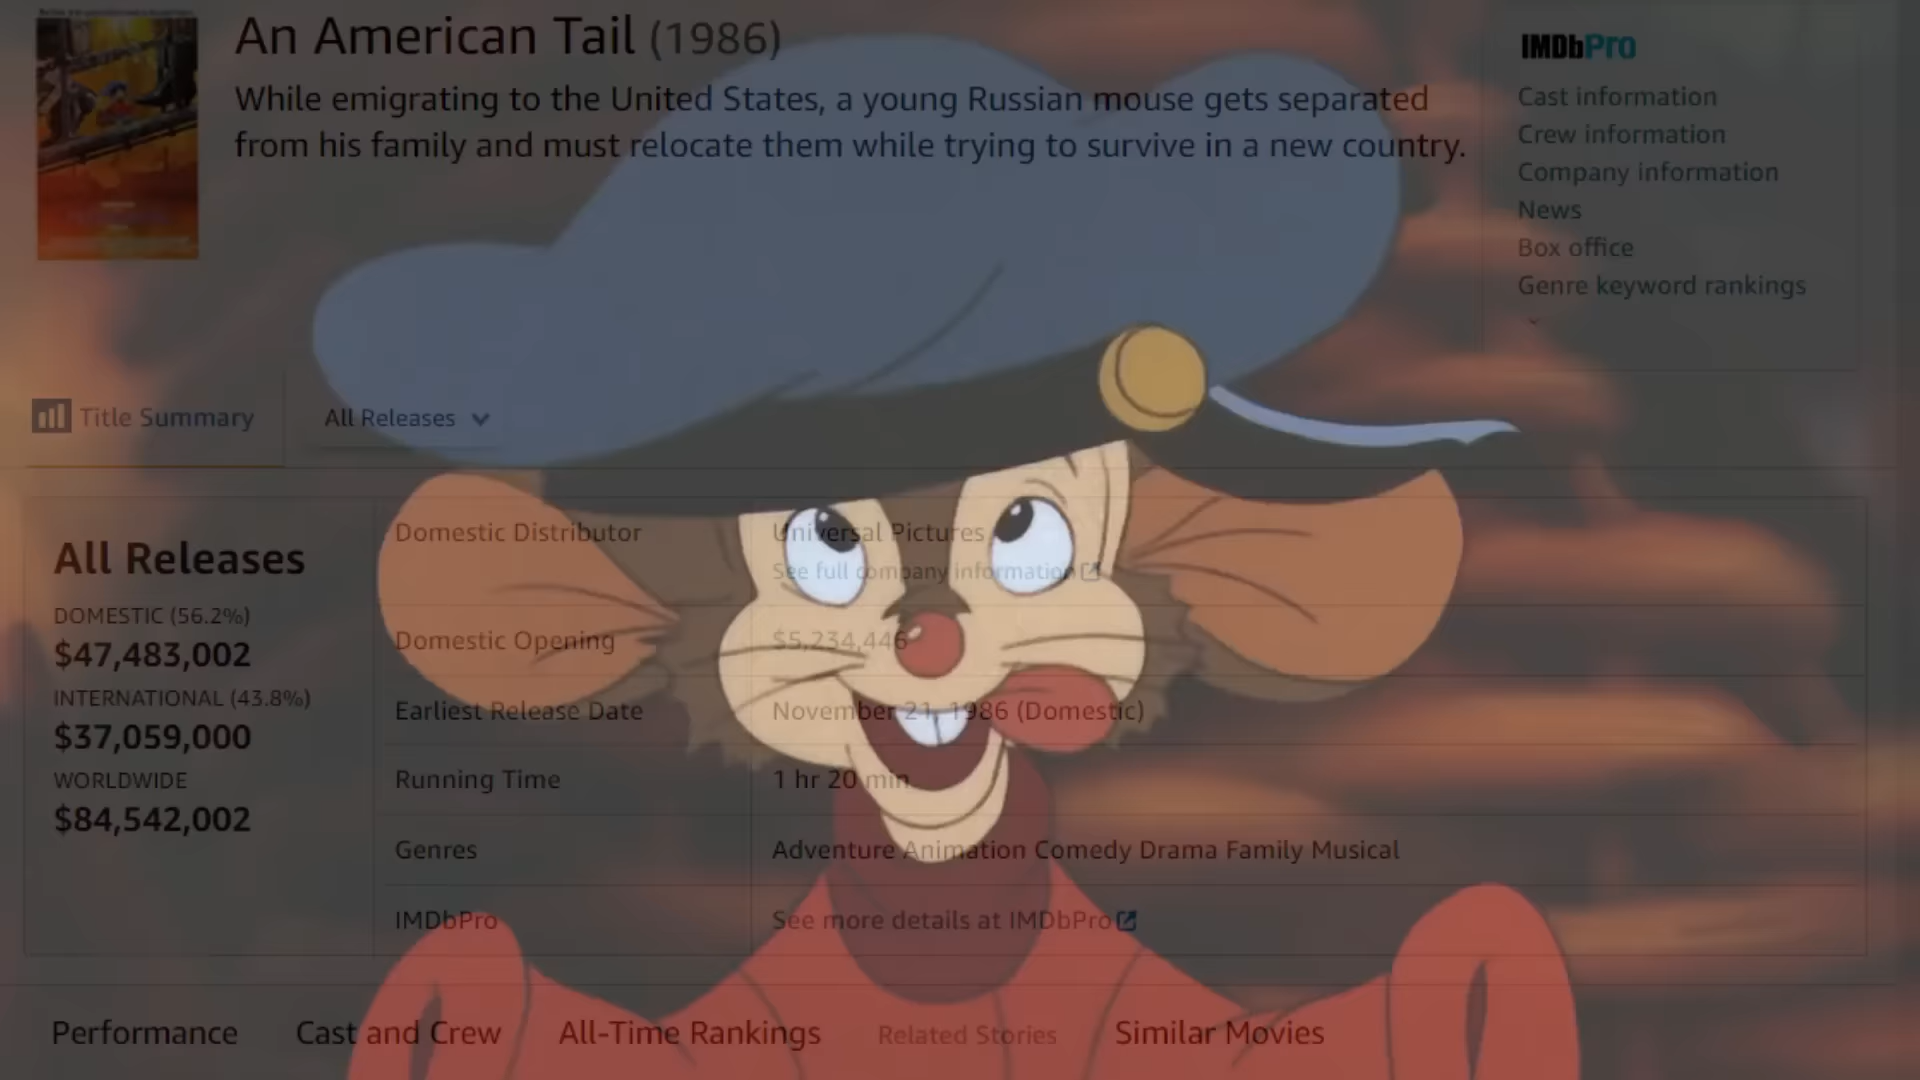 An American Tail (1986)
While emigrating to the United States, a young Russian mouse gets separated
from his family and must relocate them while trying to survive in a new country.
IMDbPro
Cast information
Crew information
Company information
News
Box office
Genre keyword rankings
Title Summary
All Releases
All Releases
DOMESTIC (56.2%)
$47,483,002
INTERNATIONAL (43.8%)
$37,059,000
WORLDWIDE
$84,542,002
Domestic Distributor
Universal Pictures
See full company information
Domestic Opening
$5,234,446
Earliest Release Date
November 21, 1986 (Domestic)
Running Time
1 hr 20 min
Genres
Adventure Animation Comedy Drama Family Musical
IMDbPro
See more details at IMDbPro
Performance
Cast and Crew
All-Time Rankings
Related Stories
Similar Movies